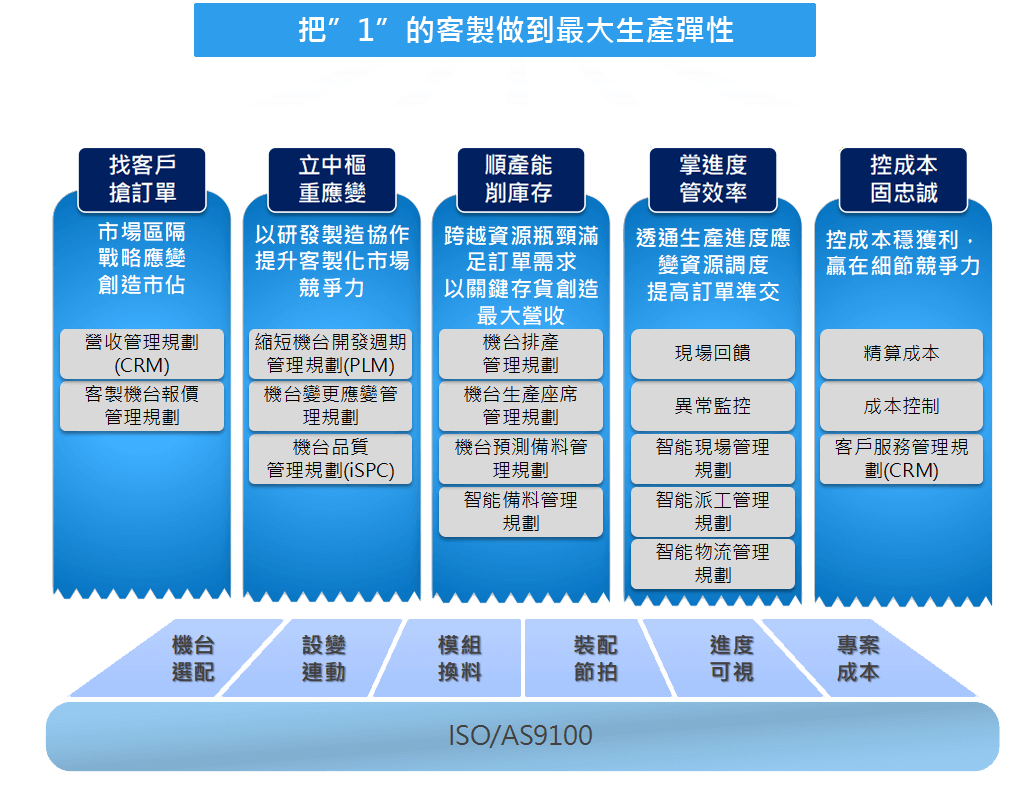 把”1”的客製做到最大生產彈性
找客戶
搶訂單
市場區隔
戰略應變
創造市佔
營收管理規劃
(CRM)
客製機台報價
管理規劃
立中樞
重應變
以研發製造協作
提升客製化市場
競爭力
縮短機台開發週期
管理規劃(PLM)
機台變更應變管
理規劃
機台品質
管理規劃(iSPC)
順產能
削庫存
跨越資源瓶頸滿
足訂單需求
以關鍵存貨創造
最大營收
機台排產
管理規劃
機台生產座席
管理規劃
機台預測備料管
理規劃
智能備料管理
規劃
掌進度
管效率
透通生產進度應
變資源調度
提高訂單準交
現場回饋
異常監控
智能現場管理
規劃
智能派工管理
規劃
智能物流管理
規劃
控成本
固忠誠
控成本穩獲利，
贏在細節競爭力
精算成本
成本控制
客戶服務管理規
劃(CRM)
機台
選配
設變
連動
模組
換料
裝配
節拍
進度
可視
專案
成本
ISO/AS9100